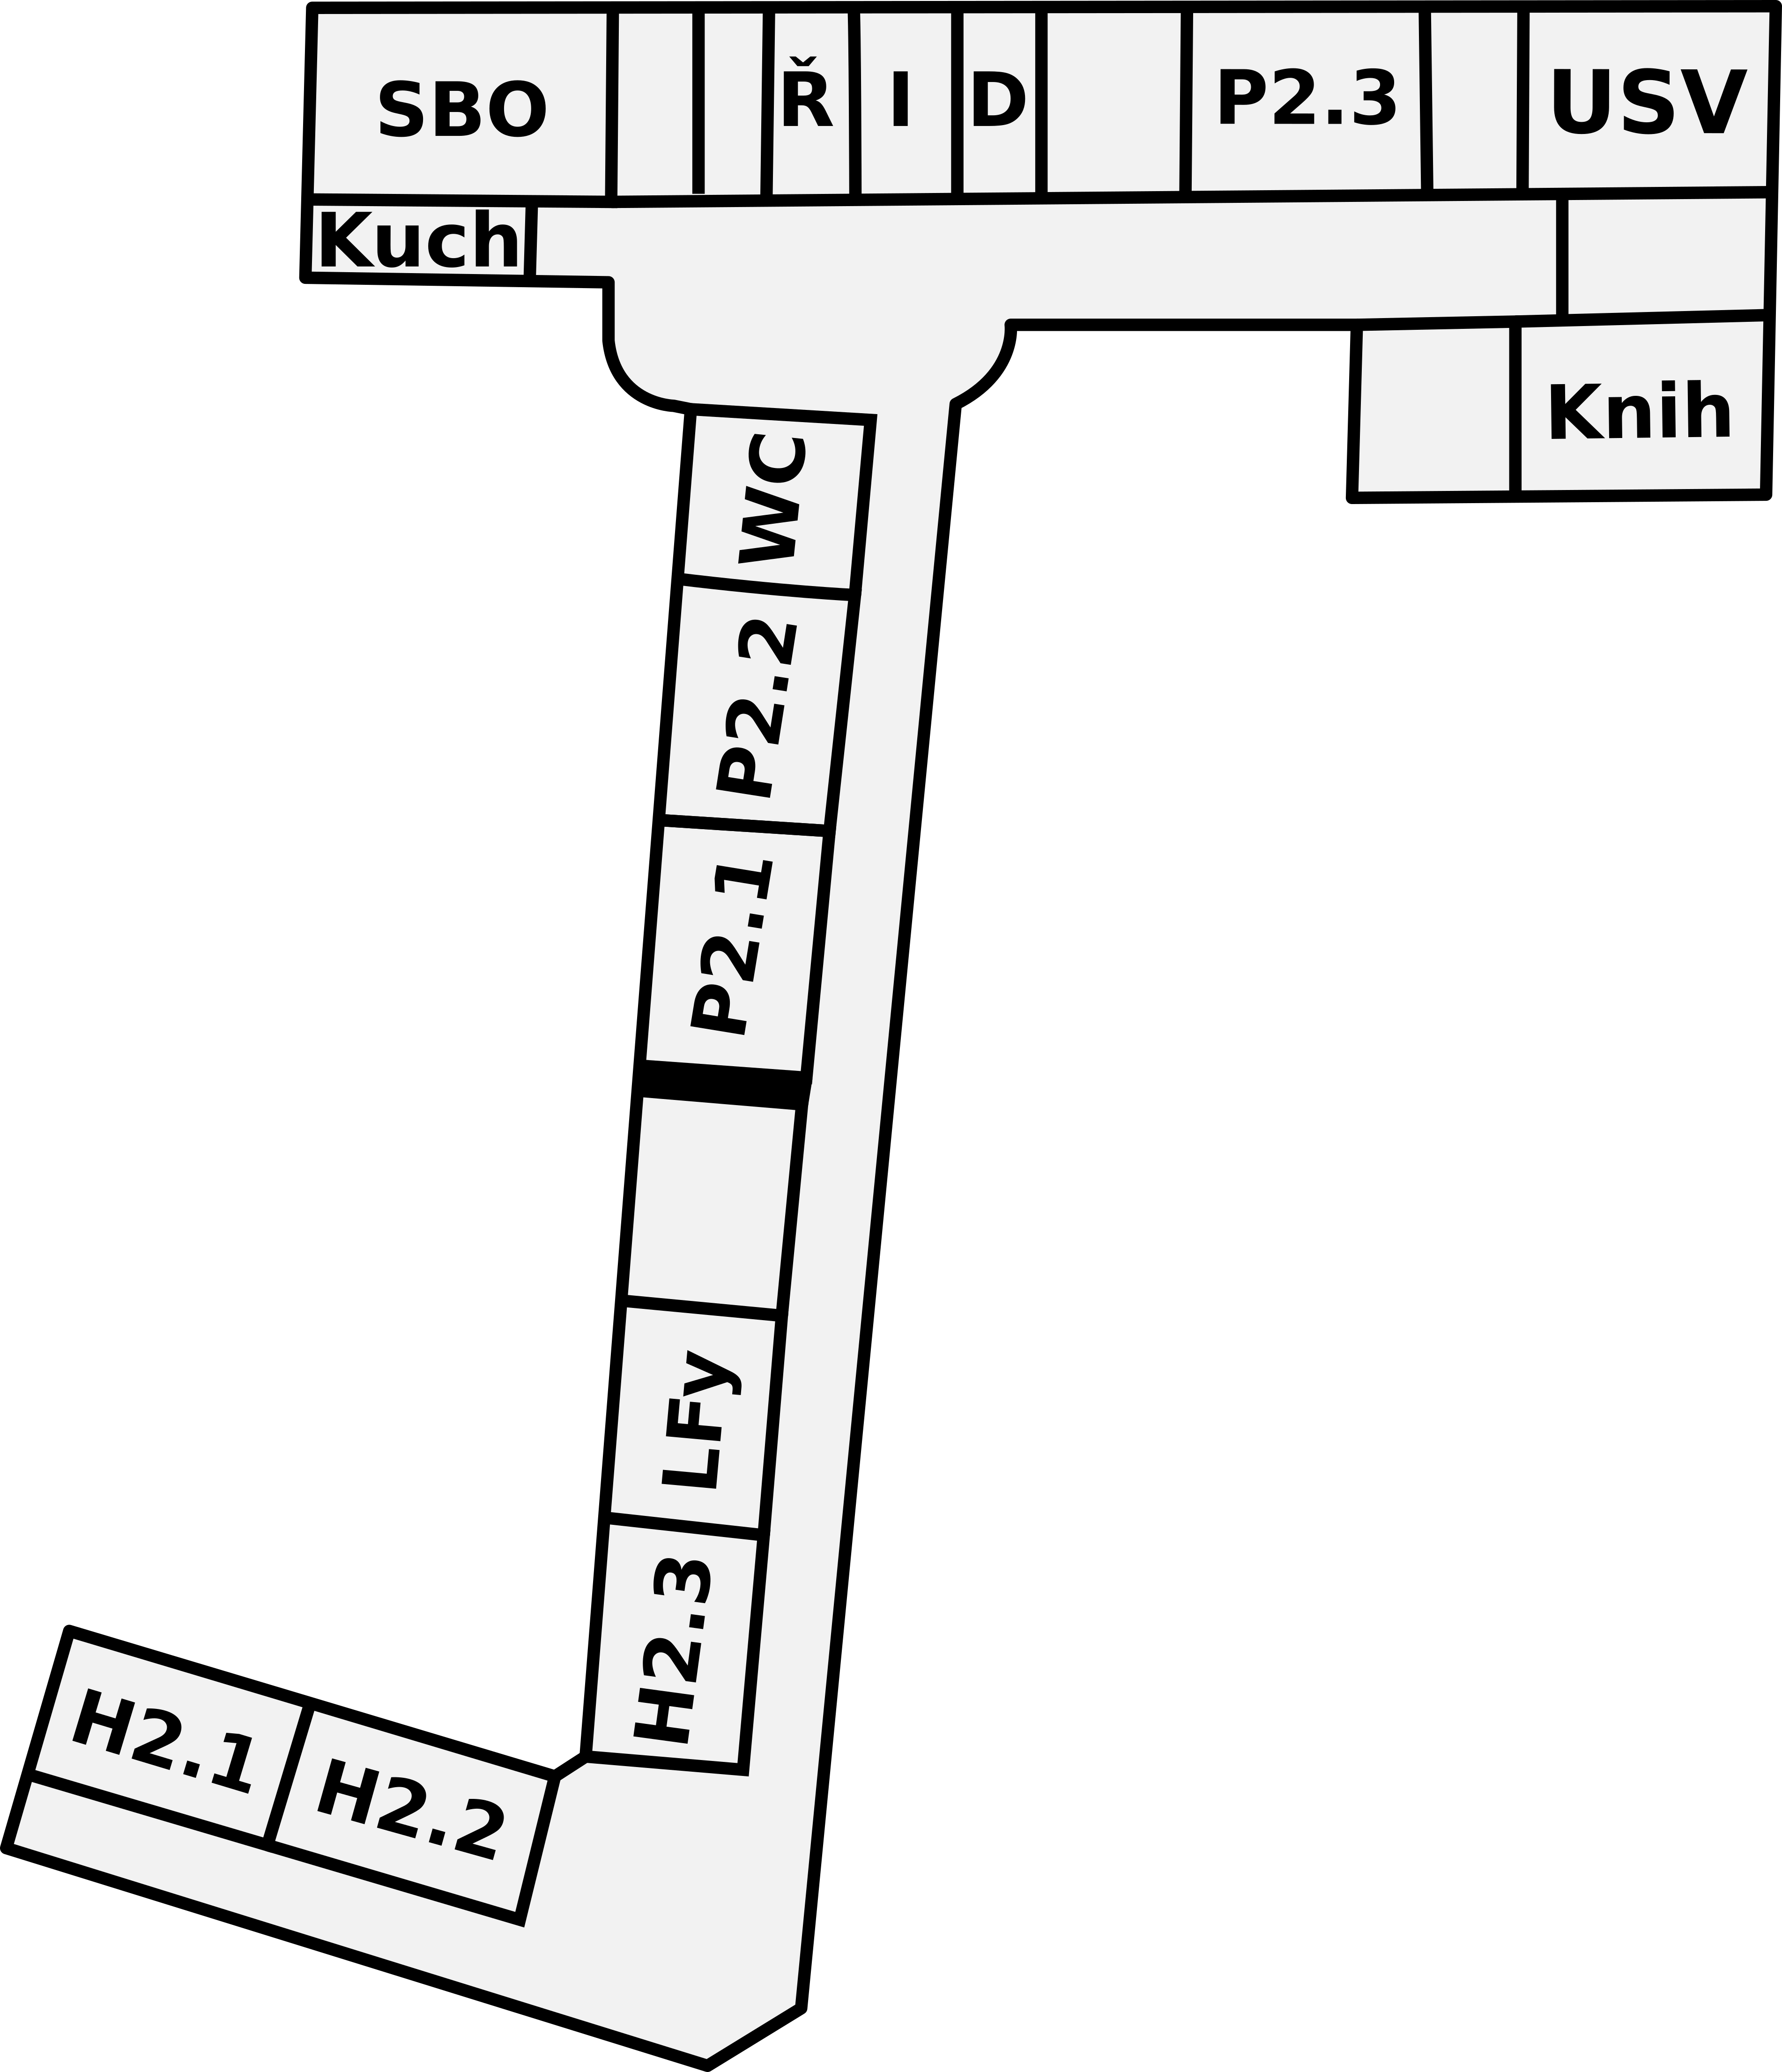 SBO
Ř
I
D
P2.3
USV
Kuch
Knih
WC
P2.2
P2.1
LFy
H2.3
H2.1
H2.2